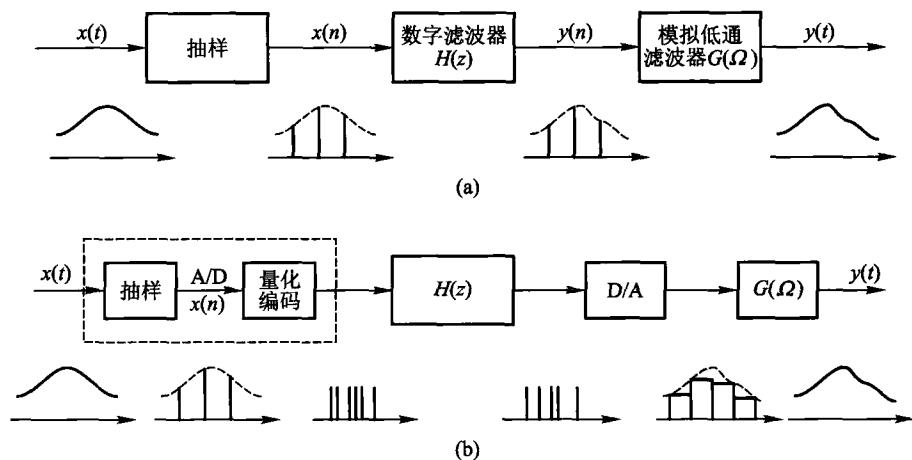 x(t)
抽样
x(n)
数字滤波器
H(z)
y(n)
模拟低通
滤波器G(Ω)
y(t)
(a)
x(t)
抽样
A/D
x(n)
量化
编码
H(z)
D/A
G(Ω)
y(t)
(b)